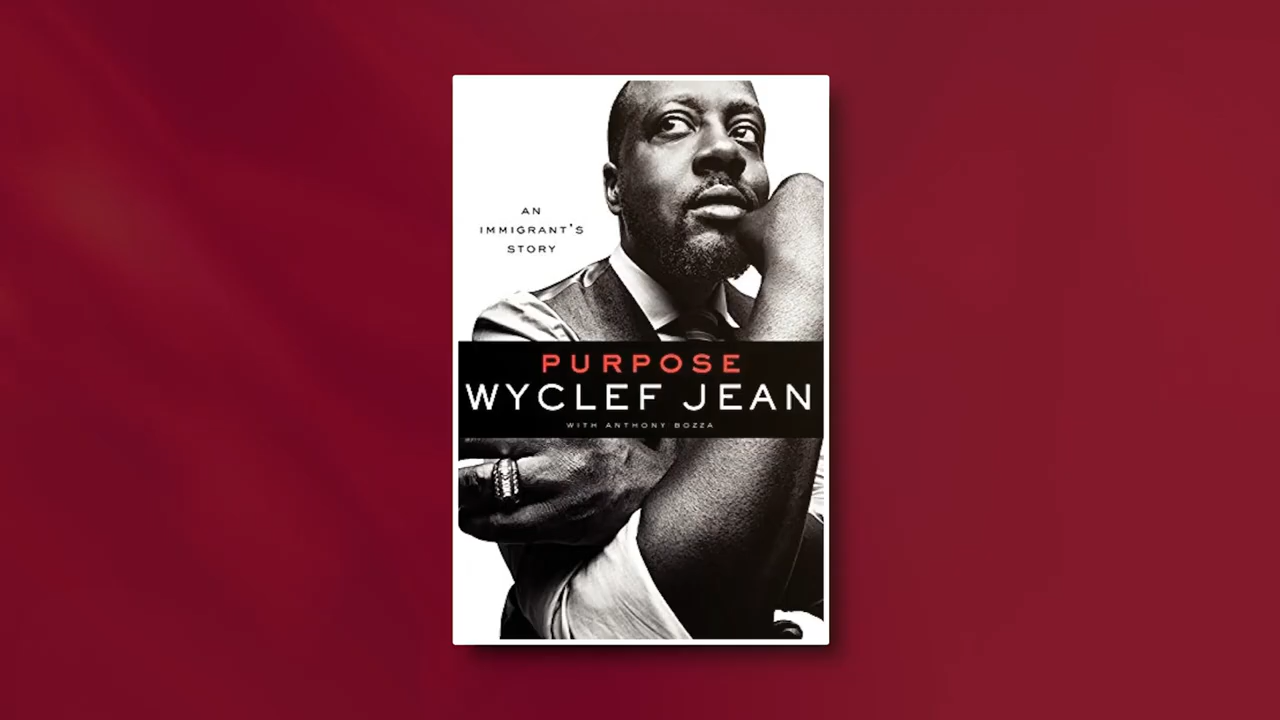 AN
IMMIGRANT'S
STORY
PURPOSE
WYCLEF JEAN
WITH ANTHONY BOZZA